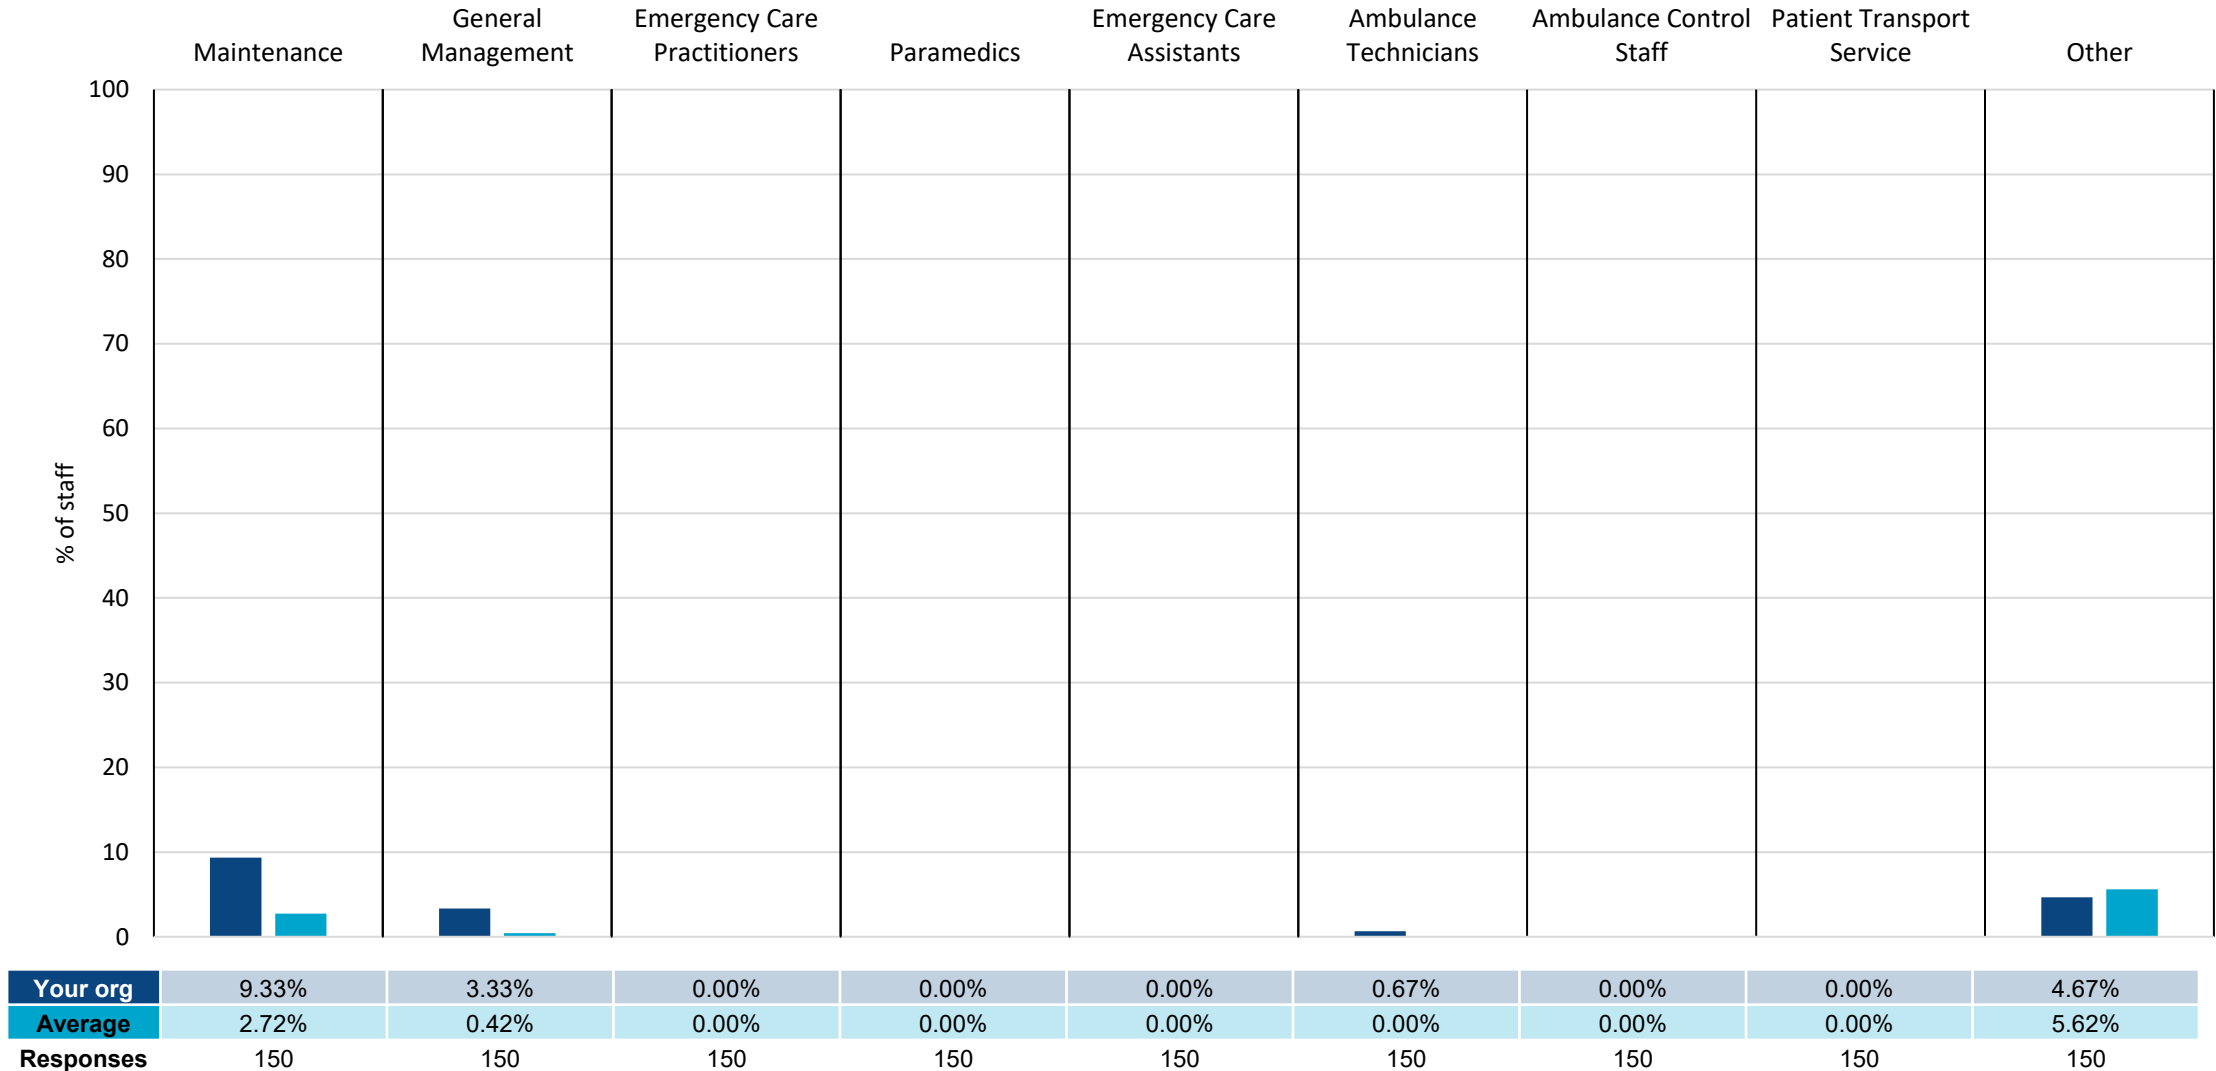 Maintenance
General
Management
Emergency Care
Practitioners
Paramedics
Emergency Care
Assistants
Ambulance
Technicians
Ambulance Control
Staff
Patient Transport
Service
Other
% of staff
100
90
80
70
60
50
40
30
20
10
0
Your org 9.33% 3.33% 0.00% 0.00% 0.00% 0.67% 0.00% 0.00% 4.67%
Average 2.72% 0.42% 0.00% 0.00% 0.00% 0.00% 0.00% 0.00% 5.62%
Responses 150 150 150 150 150 150 150 150 150